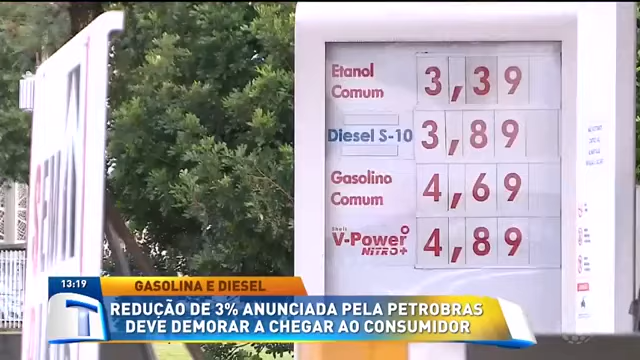 Etanol
Comum
3,39
Diesel S-10
3,89
Gasolina
Comum
4,69
Shell
V-Power
NITRO+
4,89
13:19
GASOLINA E DIESEL
REDUÇÃO DE 3% ANUNCIADA PELA PETROBRAS
DEVE DEMORAR A CHEGAR AO CONSUMIDOR